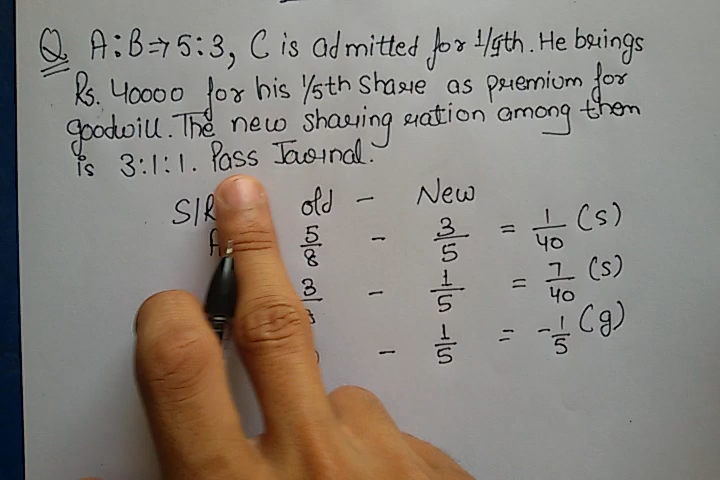 Q A:B⇒5:3, C is admitted for 1/5th. He brings
Rs. 40000 for his 1/5th share as premium for
goodwill. The new sharing ration among them
is 3:1:1. Pass Journal.
S/R old - New
A 5/8 - 3/5 = 1/40 (s)
3 - 1/5 = 7/40 (s)
- 1/5 = -1/5 (g)